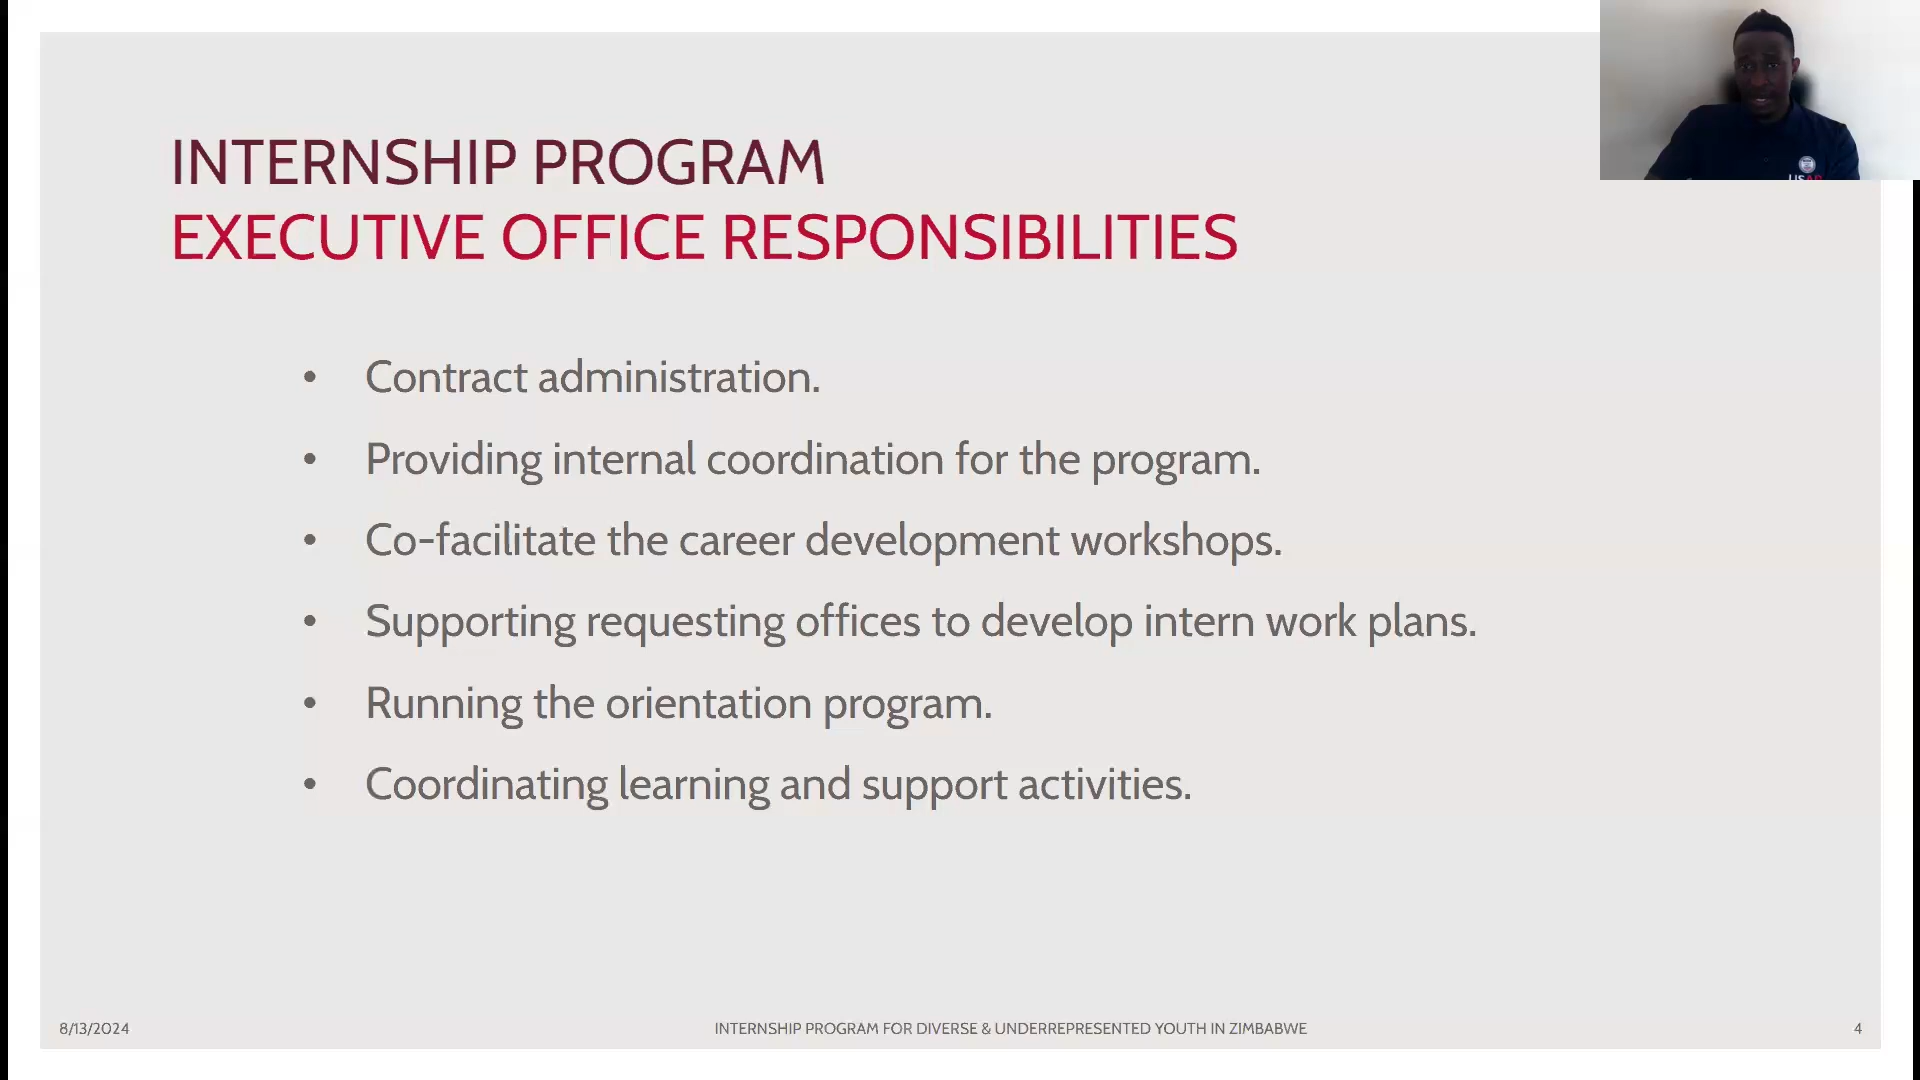 INTERNSHIP PROGRAM
EXECUTIVE OFFICE RESPONSIBILITIES
• Contract administration.
• Providing internal coordination for the program.
• Co-facilitate the career development workshops.
• Supporting requesting offices to develop intern work plans.
• Running the orientation program.
• Coordinating learning and support activities.
8/13/2024
INTERNSHIP PROGRAM FOR DIVERSE & UNDERREPRESENTED YOUTH IN ZIMBABWE
4